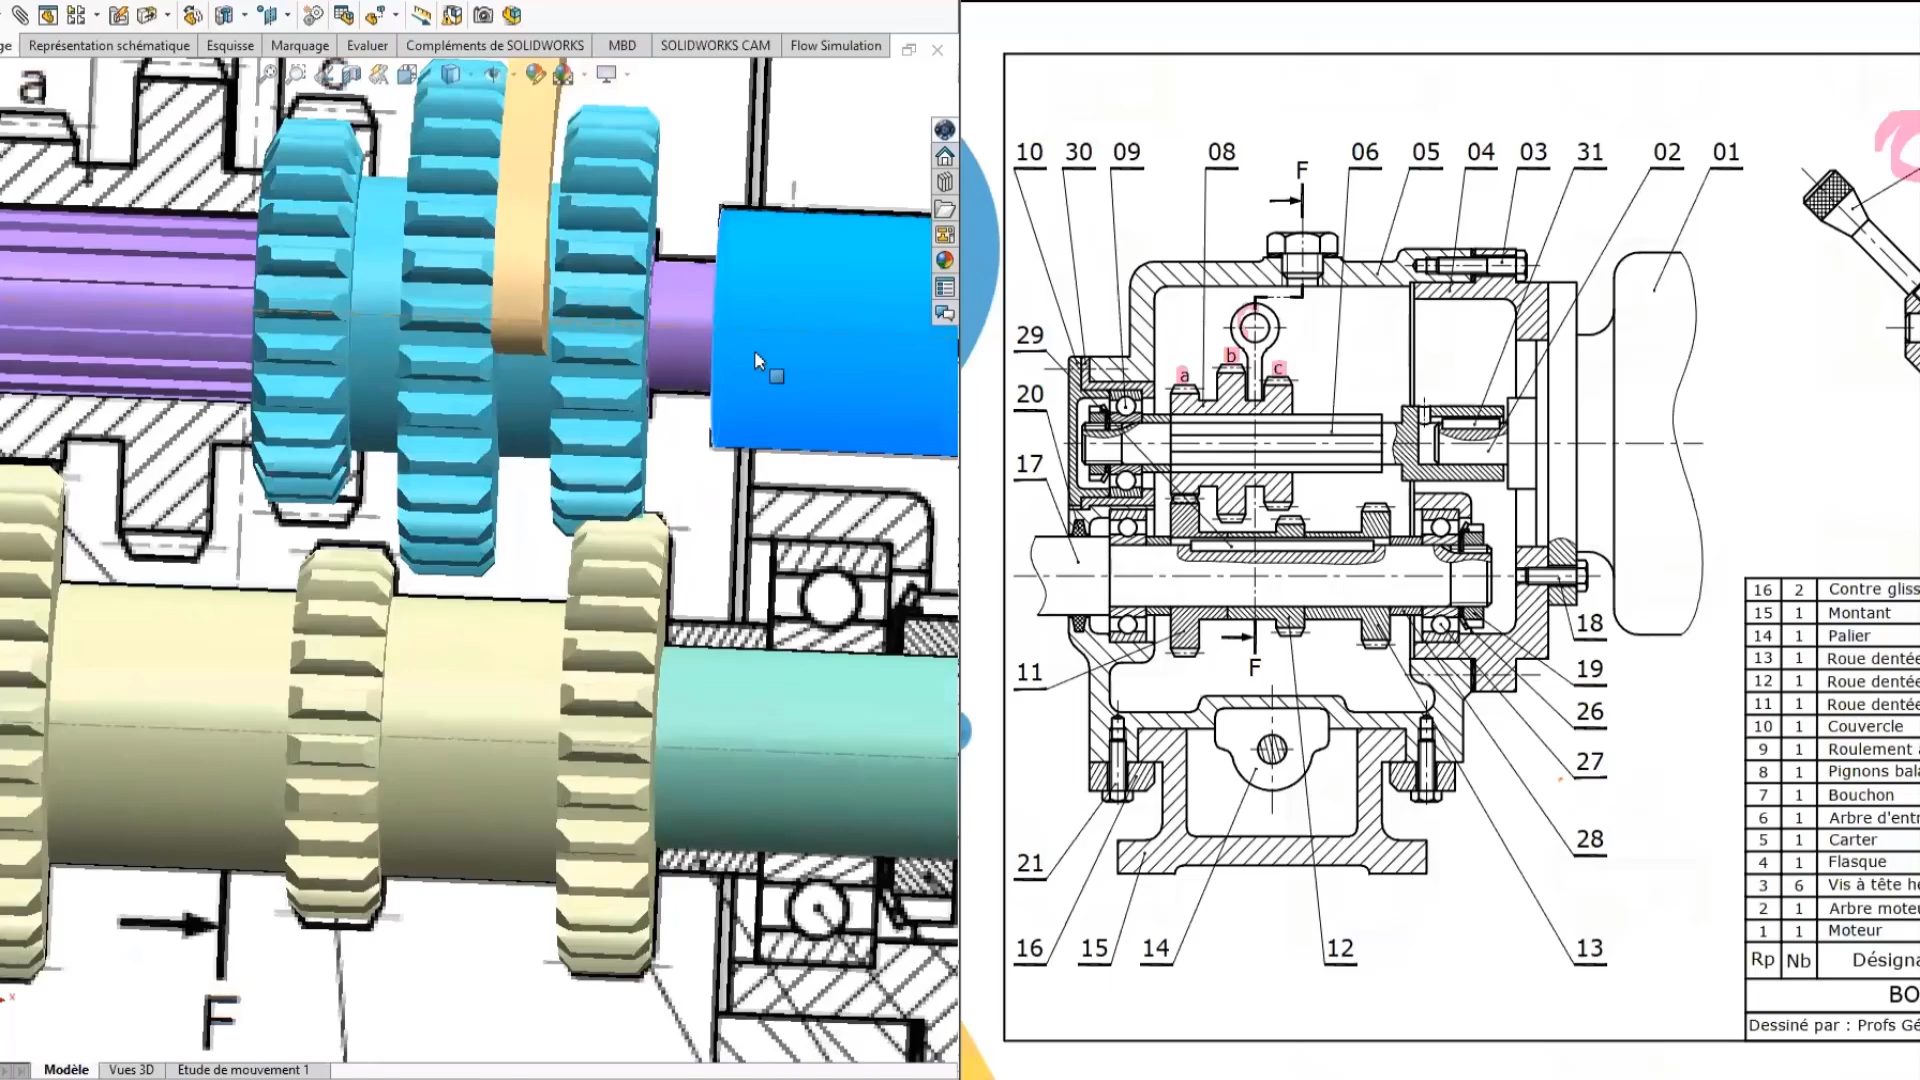 Représentation schématique Esquisse Marquage Evaluer Compléments de SOLIDWORKS MBD SOLIDWORKS CAM Flow Simulation
a
c
F
x
Modèle Vues 3D Etude de mouvement 1
10 30 09 08 06 05 04 03 31 02 01
F
29
b
a c
20
17
18
F
11
19
26
27
28
21
16 15 14 12 13
16 2 Contre gliss
15 1 Montant
14 1 Palier
13 1 Roue dentée
12 1 Roue dentée
11 1 Roue dentée
10 1 Couvercle
9 1 Roulement à
8 1 Pignons bala
7 1 Bouchon
6 1 Arbre d'entr
5 1 Carter
4 1 Flasque
3 6 Vis à tête he
2 1 Arbre moteu
1 1 Moteur
Rp Nb Désigna
BO
Dessiné par : Profs Gé